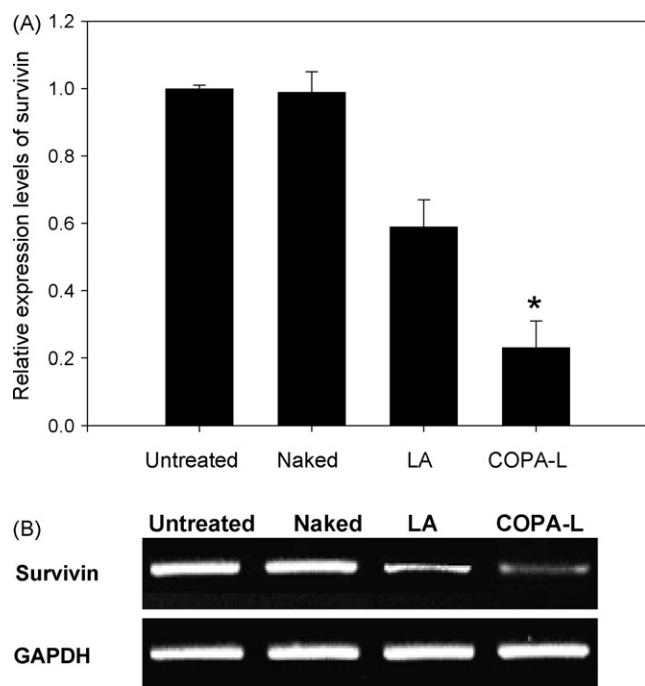 (A)
Relative expression levels of survivin
1.2
1.0
0.8
0.6
0.4
0.2
0.0
*
Untreated Naked LA COPA-L
(B)
Untreated Naked LA COPA-L
Survivin
GAPDH